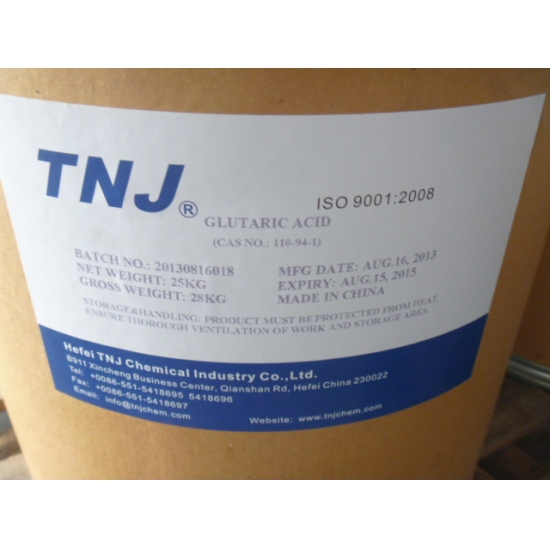 TNJ®
ISO 9001:2008
GLUTARIC ACID
(CAS NO.: 110-94-1)
BATCH NO.: 20130816018
NET WEIGHT: 25KG
GROSS WEIGHT: 28KG
MFG DATE: AUG.16, 2013
EXPIRY: AUG.15, 2015
MADE IN CHINA
STORAGE&HANDLING: PRODUCT MUST BE PROTECTED FROM HEAT
ENSURE THOROUGH VENTILATION OF WORK AND STORAGE AREA
Hefei TNJ Chemical Industry Co.,Ltd.
B911 Xincheng Business Center, Qianshan Rd, Hefei China 230022
Tel: +0086-551-5418695 5418696
Fax: +0086-551-5418697
Email: info@tnjchem.com
Website: www.tnjchem.com